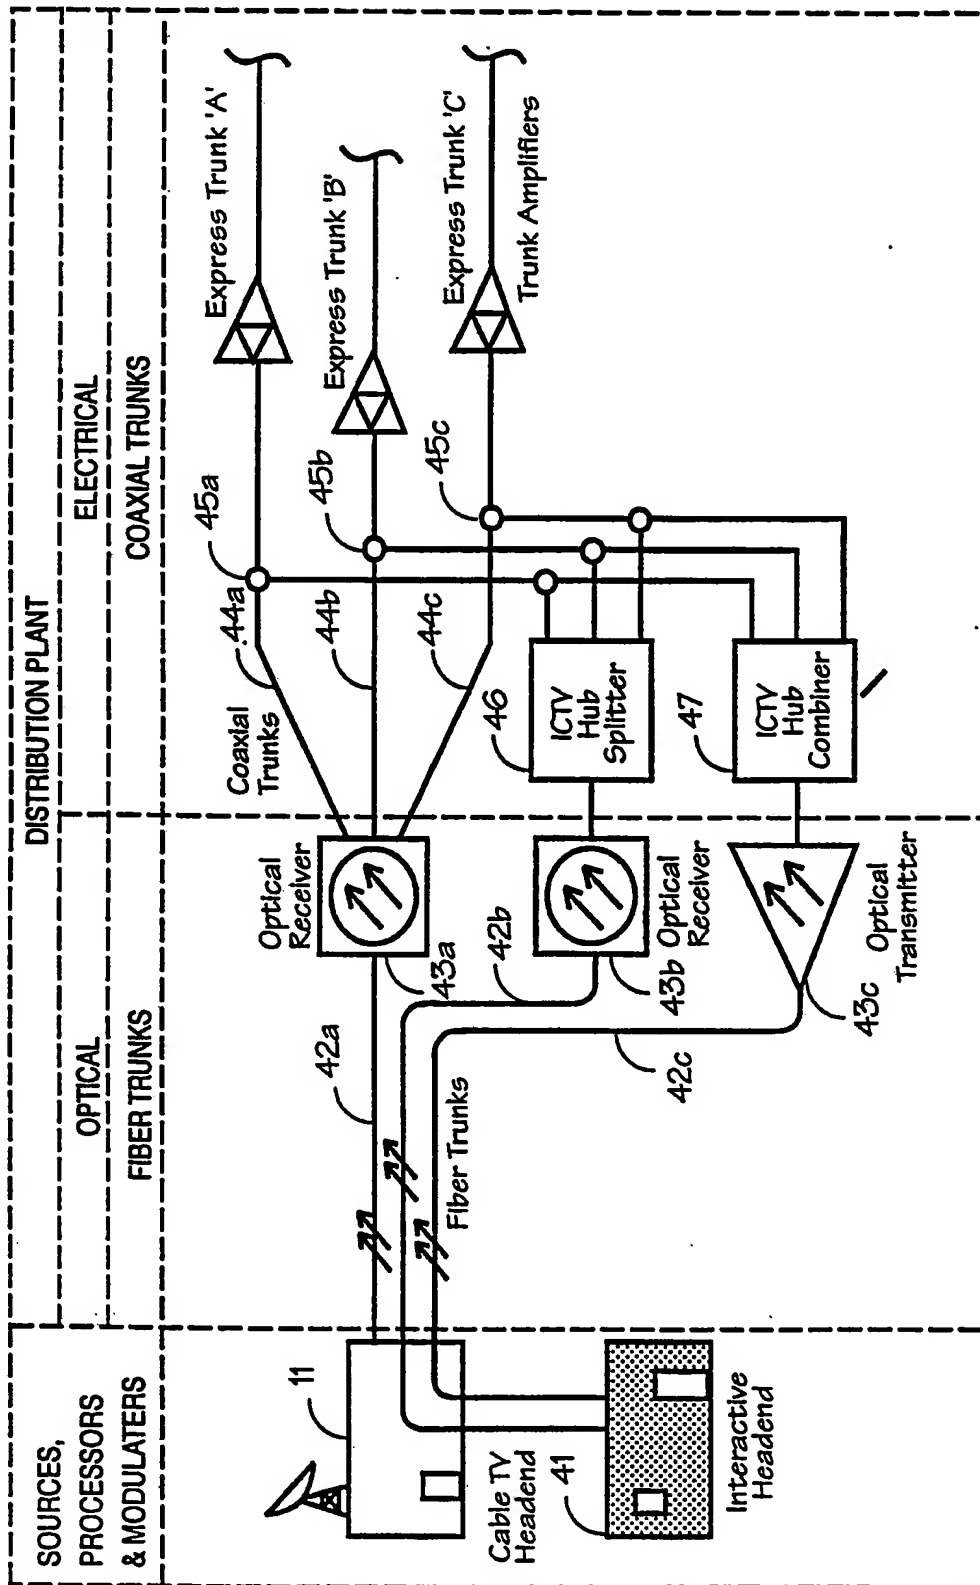 DISTRIBUTION PLANT
SOURCES,
PROCESSORS
& MODULATERS
OPTICAL
ELECTRICAL
FIBER TRUNKS
COAXIAL TRUNKS
11
Cable TV
Headend
41
Interactive
Headend
42a
Fiber Trunks
42b
42c
Optical
Receiver
43a
43b
Optical
Receiver
43c
Optical
Transmitter
Coaxial
Trunks
44a
44b
44c
45a
45b
45c
46
ICTV
Hub
Splitter
47
ICTV
Hub
Combiner
Express Trunk 'A'
Express Trunk 'B'
Express Trunk 'C'
Trunk Amplifiers